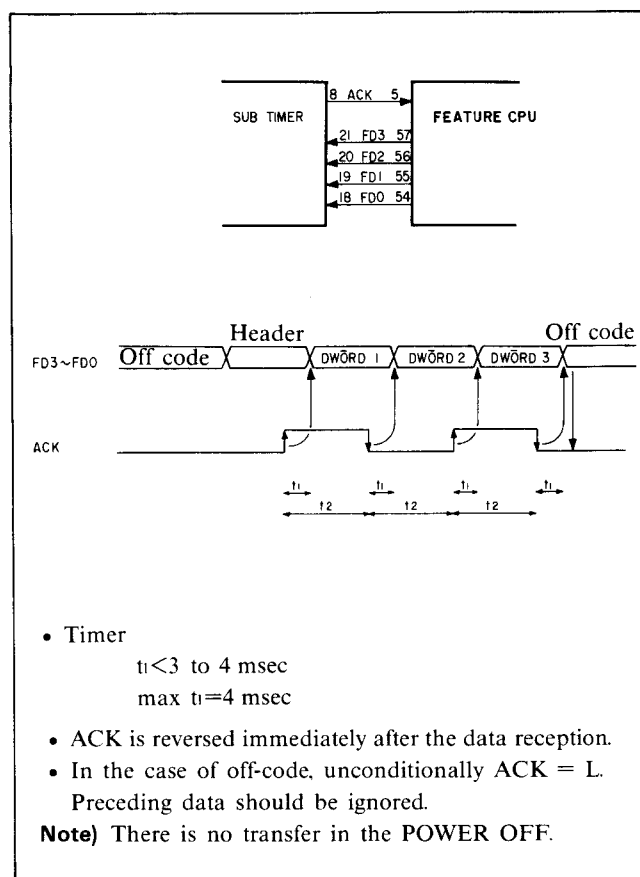 8 ACK 5
SUB TIMER
FEATURE CPU
21 FD3 57
20 FD2 56
19 FD1 55
18 FD0 54
Header
Off code
FD3~FD0
Off code
DWORD 1
DWORD 2
DWORD 3
ACK
t1 t1 t1 t1
t2 t2 t2
• Timer
t1<3 to 4 msec
max t1=4 msec
• ACK is reversed immediately after the data reception.
• In the case of off-code, unconditionally ACK = L.
Preceding data should be ignored.
Note) There is no transfer in the POWER OFF.